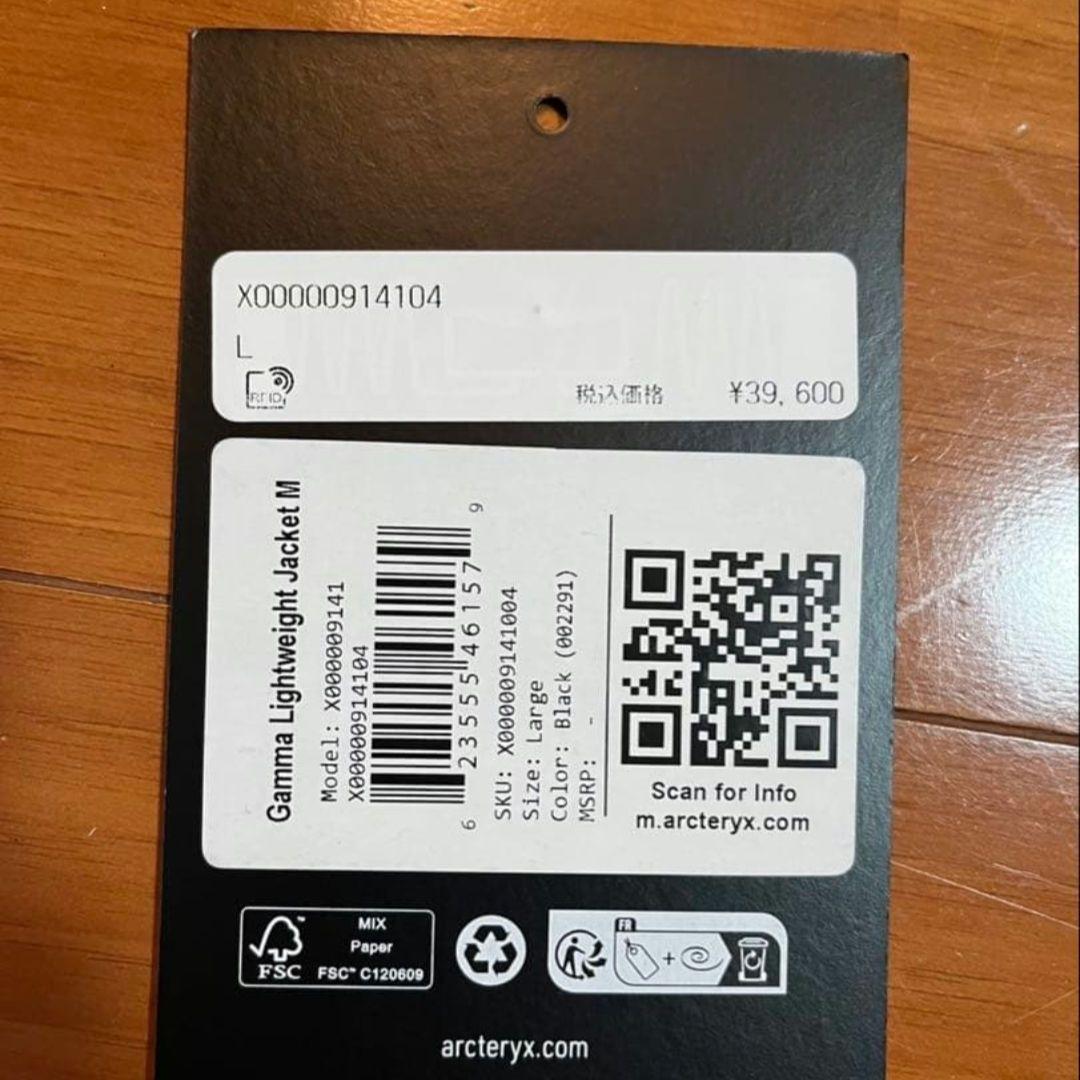 X00000914104
L
RFID
税込価格 ¥39, 600
Gamma Lightweight Jacket M
Model: X000009141
X00000914104
6 23555 46157 9
SKU: X000009141004
Size: Large
Color: Black (002291)
MSRP: -
Scan for Info
m.arcteryx.com
FSC
MIX
Paper
FSC™ C120609
FR
arcteryx.com